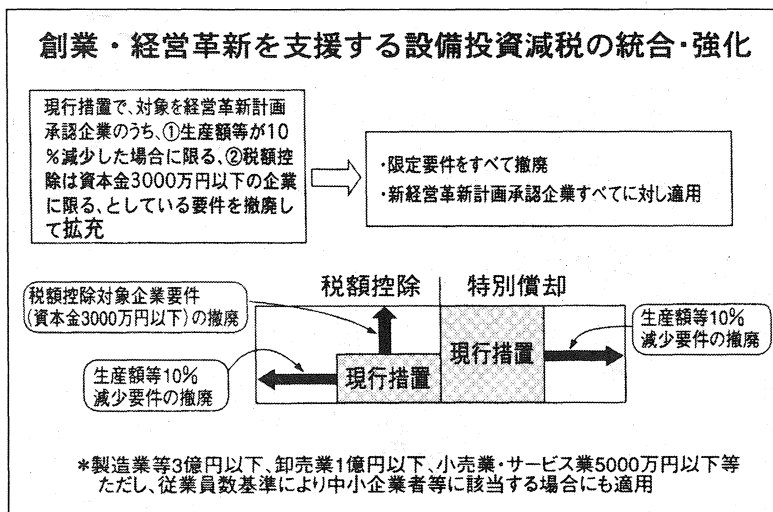 創業・経営革新を支援する設備投資減税の統合・強化
現行措置で、対象を経営革新計画
承認企業のうち、①生産額等が10
%減少した場合に限る、②税額控
除は資本金3000万円以下の企業
に限る、としている要件を撤廃し
て拡充
・限定要件をすべて撤廃
・新経営革新計画承認企業すべてに対し適用
税額控除
特別償却
税額控除対象企業要件
(資本金3000万円以下)の撤廃
生産額等10%
減少要件の撤廃
現行措置
現行措置
生産額等10%
減少要件の撤廃
*製造業等3億円以下、卸売業1億円以下、小売業・サービス業5000万円以下等
ただし、従業員数基準により中小企業者等に該当する場合にも適用